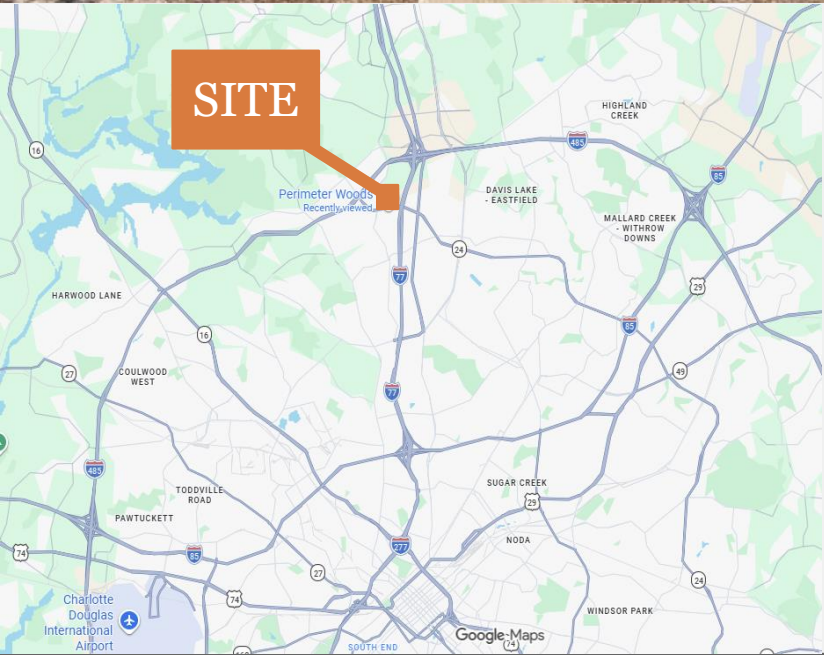 SITE
HIGHLAND
CREEK
16
485
85
Perimeter Woods
Recently viewed
DAVIS LAKE
- EASTFIELD
MALLARD CREEK
- WITHROW
DOWNS
24
77
29
HARWOOD LANE
85
16
27
COULWOOD
WEST
49
77
485
TODDVILLE
ROAD
SUGAR CREEK
29
PAWTUCKETT
NODA
74
85
277
27
24
74
Charlotte
Douglas
International
Airport
WINDSOR PARK
Google Maps
74
SOUTH END